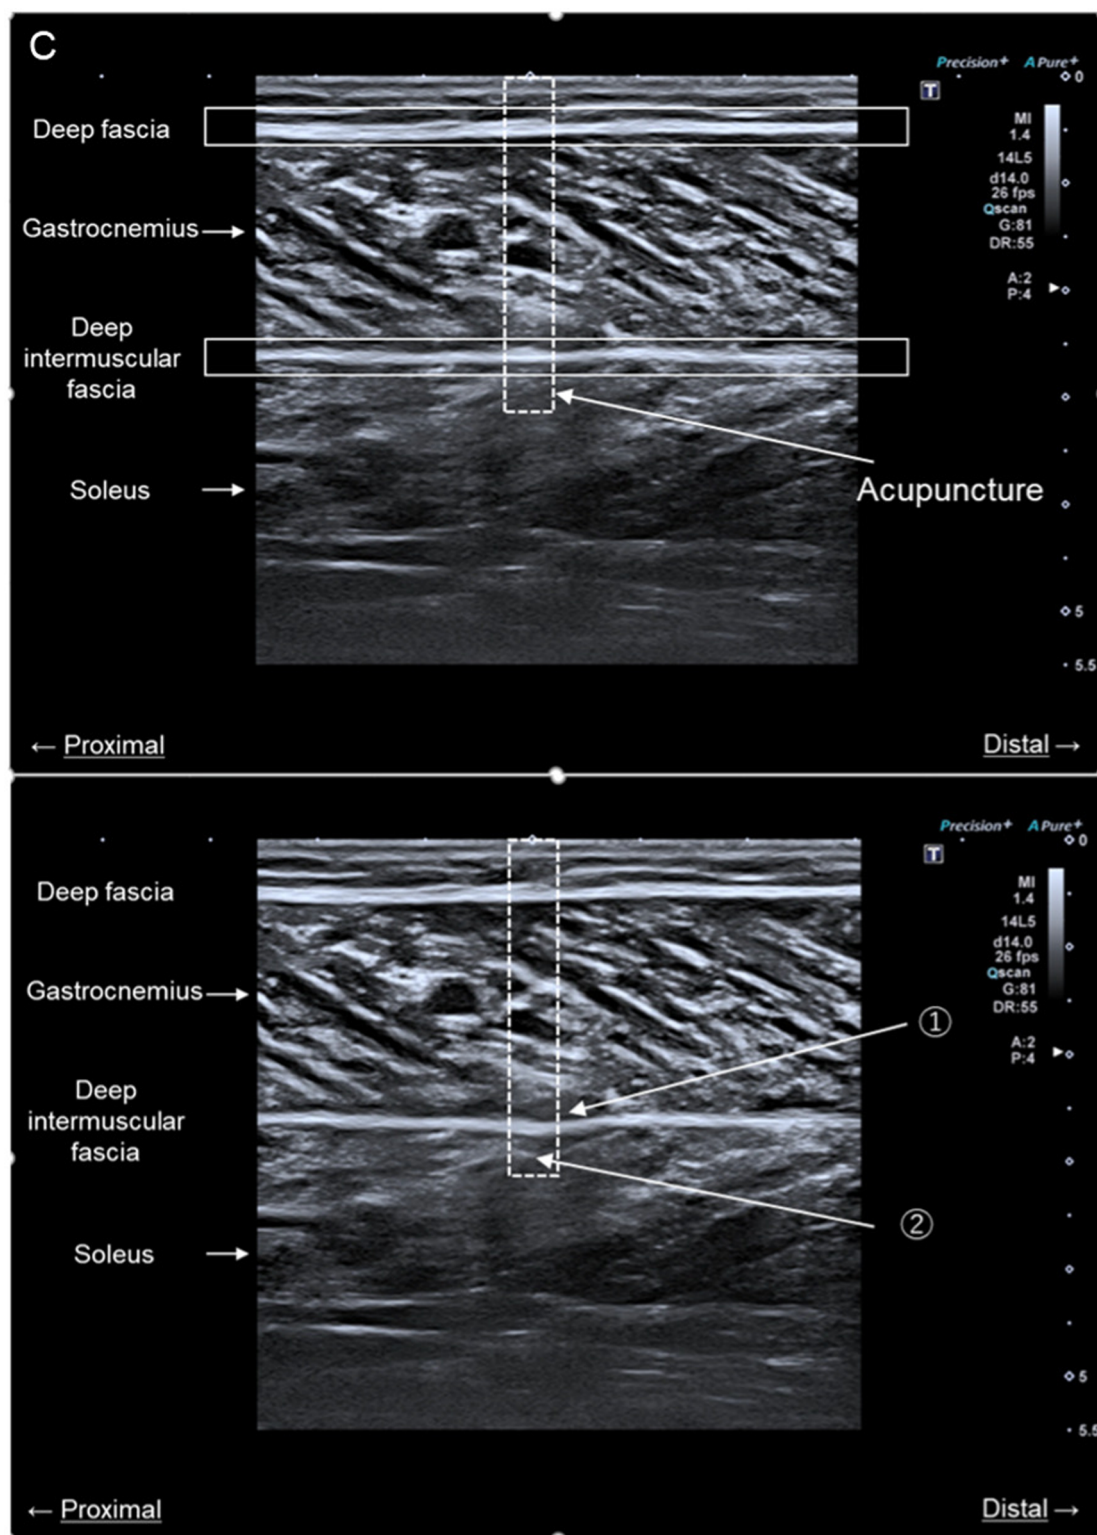 C
Precision+ APure+
T
0
Deep fascia
MI
1.4
14L5
d14.0
26 fps
Qscan
G:81
DR:55
Gastrocnemius
A:2
P:4
Deep
intermuscular
fascia
Acupuncture
Soleus
5
5.5
← Proximal
Distal →
Precision+ APure+
T
0
Deep fascia
MI
1.4
14L5
d14.0
26 fps
Qscan
G:81
DR:55
Gastrocnemius
①
A:2
P:4
Deep
intermuscular
fascia
②
Soleus
5
5.5
← Proximal
Distal →